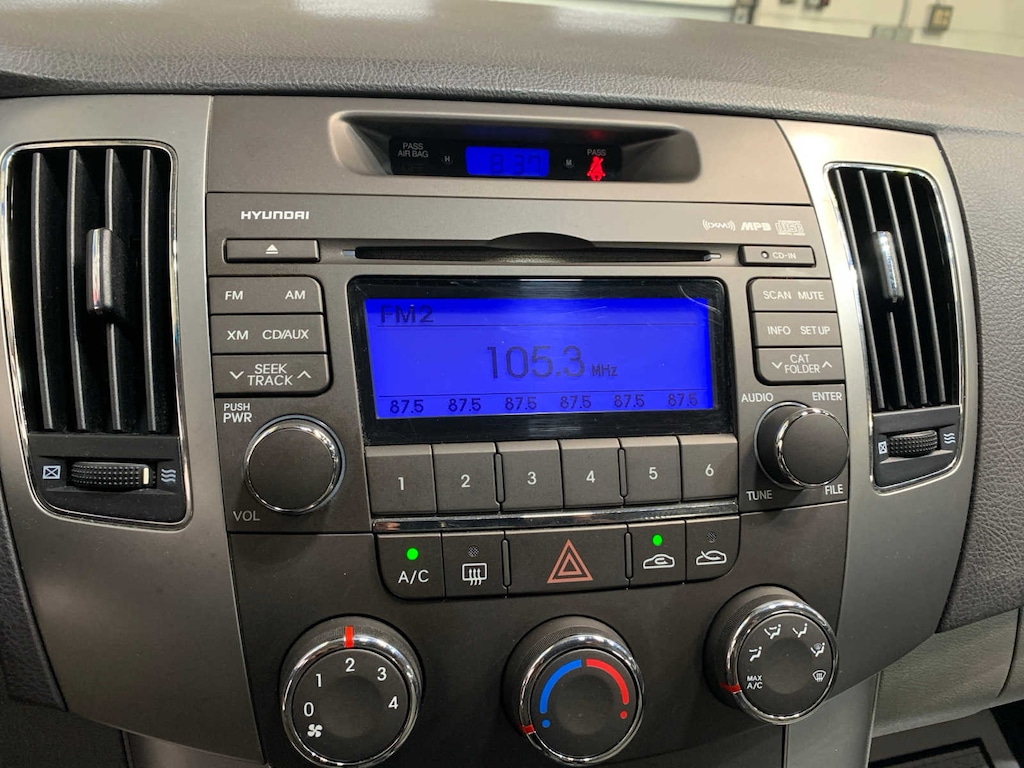 PASS
AIR BAG
H
8:37
M
PASS
HYUNDAI
((XM)) MP3
CD-IN
FM AM
XM CD/AUX
SEEK
TRACK
FM2
105.3 MHz
87.5 87.5 87.5 87.5 87.5 87.5
SCAN MUTE
INFO SET UP
CAT
FOLDER
PUSH
PWR
VOL
AUDIO ENTER
TUNE FILE
1 2 3 4 5 6
A/C
0 1 2 3 4
MAX
A/C